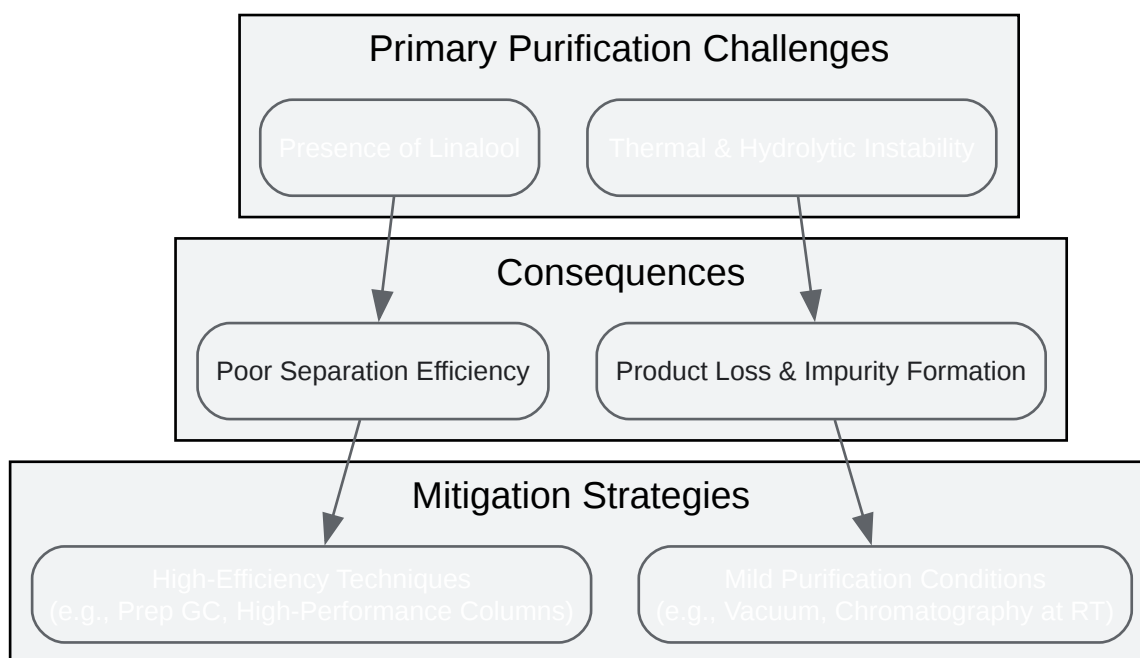 Primary Purification Challenges
Presence of Linalool
Thermal & Hydrolytic Instability
Consequences
Poor Separation Efficiency
Product Loss & Impurity Formation
Mitigation Strategies
High-Efficiency Techniques
(e.g., Prep GC, High-Performance Columns)
Mild Purification Conditions
(e.g., Vacuum, Chromatography at RT)